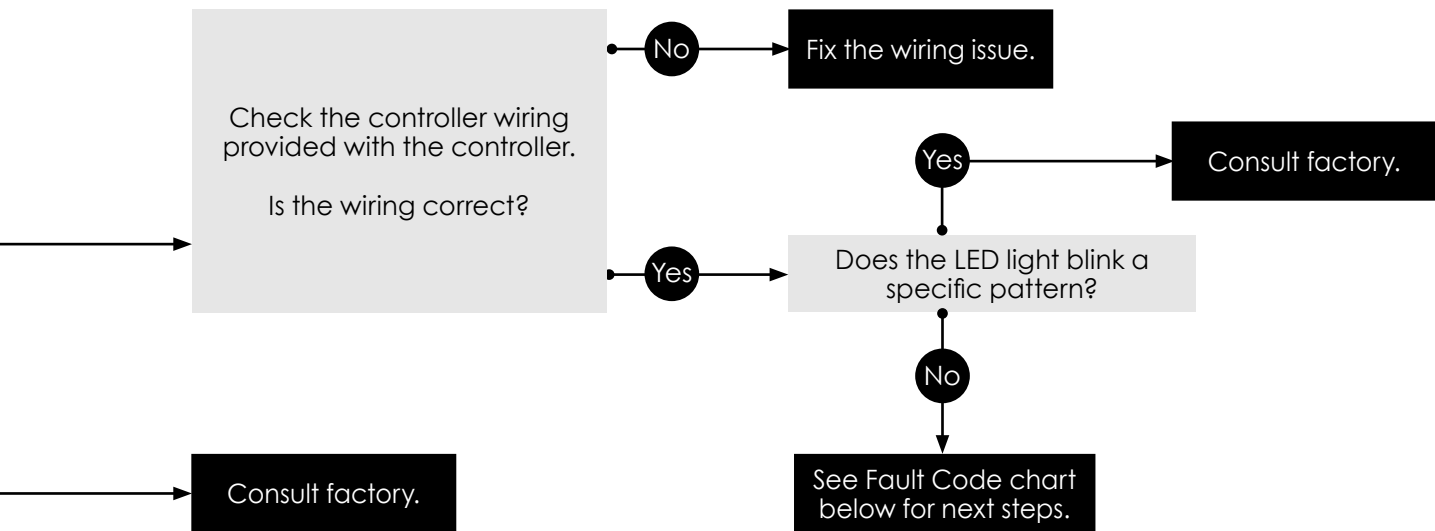 No
Fix the wiring issue.
Check the controller wiring
provided with the controller.
Is the wiring correct?
Yes
Consult factory.
Yes
Does the LED light blink a
specific pattern?
No
Consult factory.
See Fault Code chart
below for next steps.